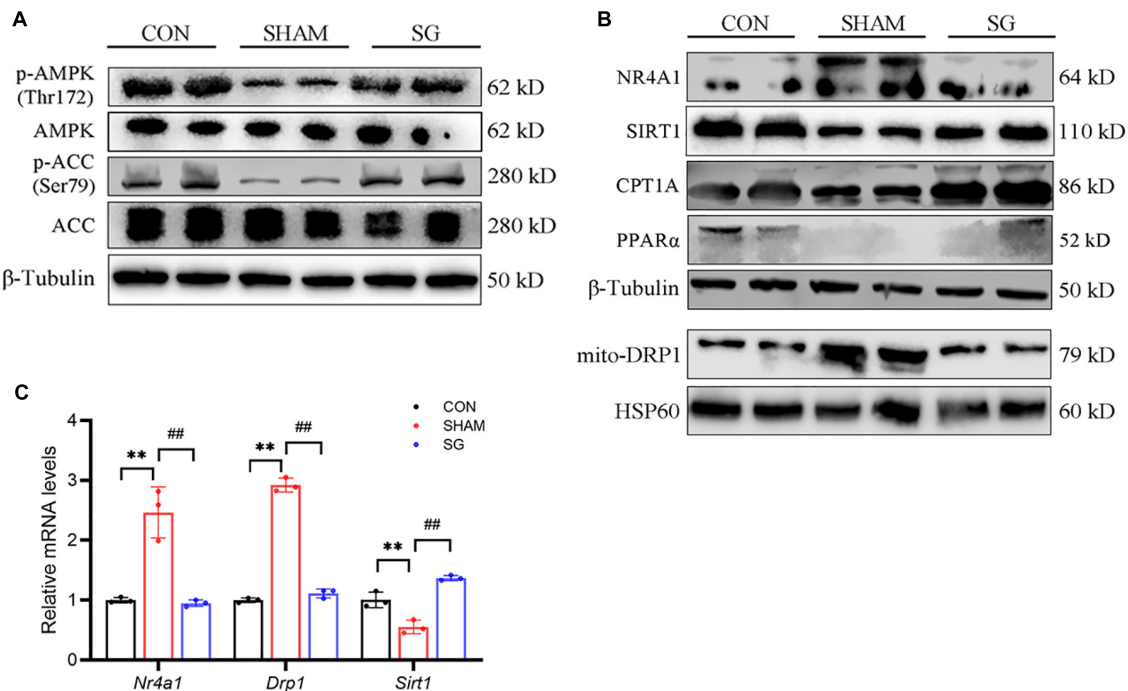 A
CON SHAM SG
p-AMPK
(Thr172)
62 kD
AMPK 62 kD
p-ACC
(Ser79)
280 kD
ACC 280 kD
β-Tubulin 50 kD
B
CON SHAM SG
NR4A1 64 kD
SIRT1 110 kD
CPT1A 86 kD
PPARα 52 kD
β-Tubulin 50 kD
mito-DRP1 79 kD
HSP60 60 kD
C
CON
SHAM
SG
Relative mRNA levels
4
3
2
1
0
** ##
** ##
** ##
Nr4a1 Drp1 Sirt1